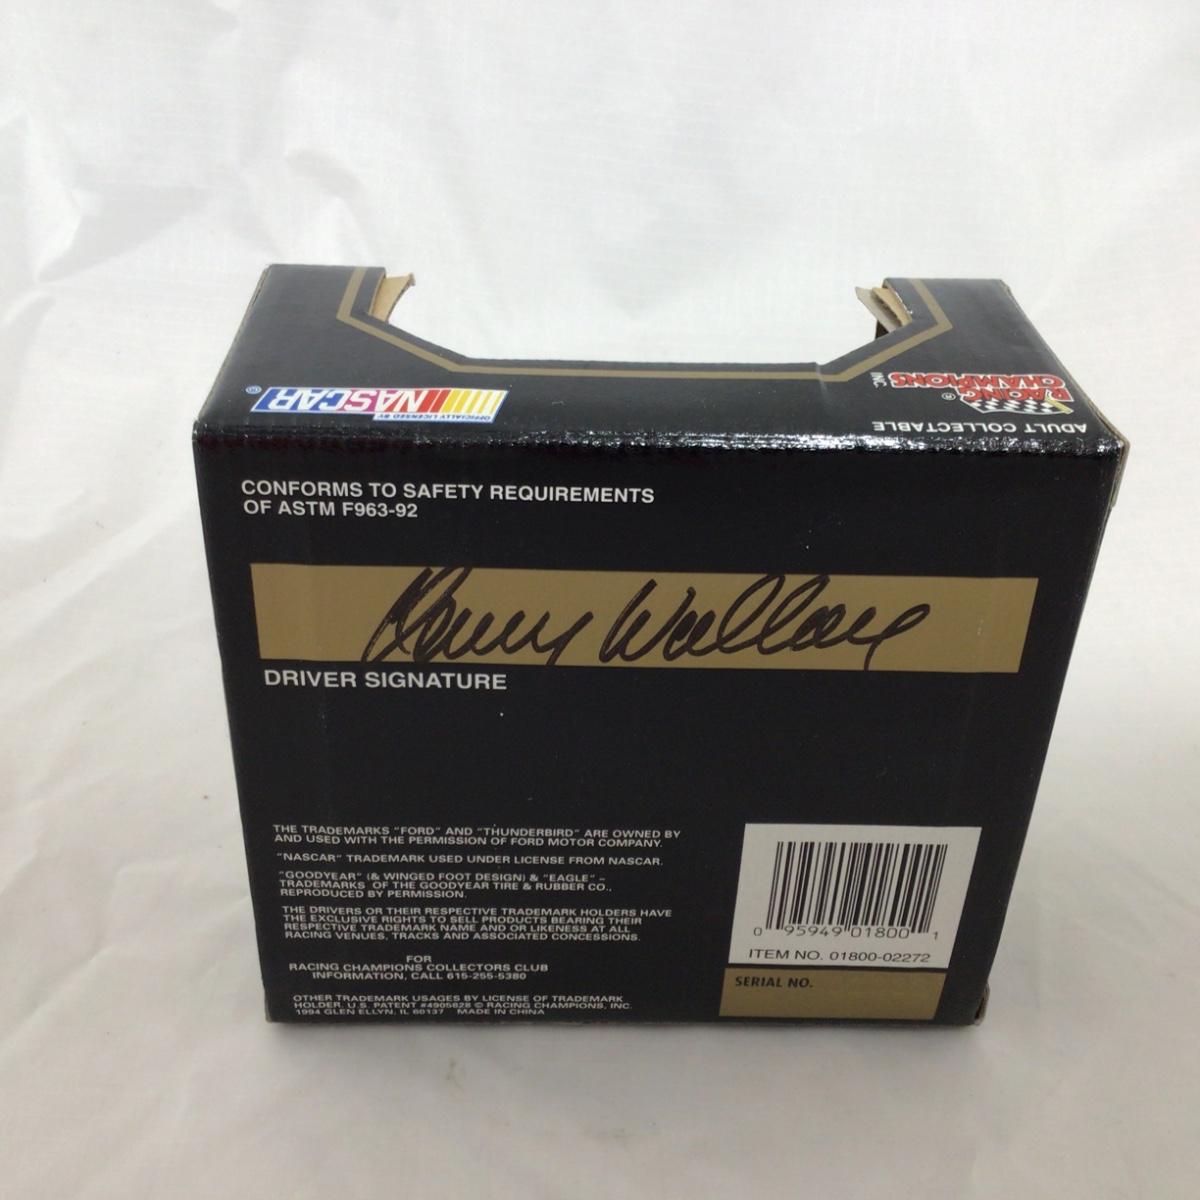 OFFICIALLY LICENSED BY
NASCAR®
RACING
CHAMPIONS®
INC.
ADULT COLLECTABLE
CONFORMS TO SAFETY REQUIREMENTS
OF ASTM F963-92
Kenny Wallace
DRIVER SIGNATURE
THE TRADEMARKS "FORD" AND "THUNDERBIRD" ARE OWNED BY
AND USED WITH THE PERMISSION OF FORD MOTOR COMPANY.
"NASCAR" TRADEMARK USED UNDER LICENSE FROM NASCAR.
"GOODYEAR" (& WINGED FOOT DESIGN) & "EAGLE" –
TRADEMARKS OF THE GOODYEAR TIRE & RUBBER CO.,
REPRODUCED BY PERMISSION.
THE DRIVERS OR THEIR RESPECTIVE TRADEMARK HOLDERS HAVE
THE EXCLUSIVE RIGHTS TO SELL PRODUCTS BEARING THEIR
RESPECTIVE TRADEMARK NAME AND OR LIKENESS AT ALL
RACING VENUES, TRACKS AND ASSOCIATED CONCESSIONS.
FOR
RACING CHAMPIONS COLLECTORS CLUB
INFORMATION, CALL 615-255-5380
OTHER TRADEMARK USAGES BY LICENSE OF TRADEMARK
HOLDER. U.S. PATENT #4905828 © RACING CHAMPIONS, INC.
1994 GLEN ELLYN, IL 60137 MADE IN CHINA
0 95949 01800 1
ITEM NO. 01800-02272
SERIAL NO.